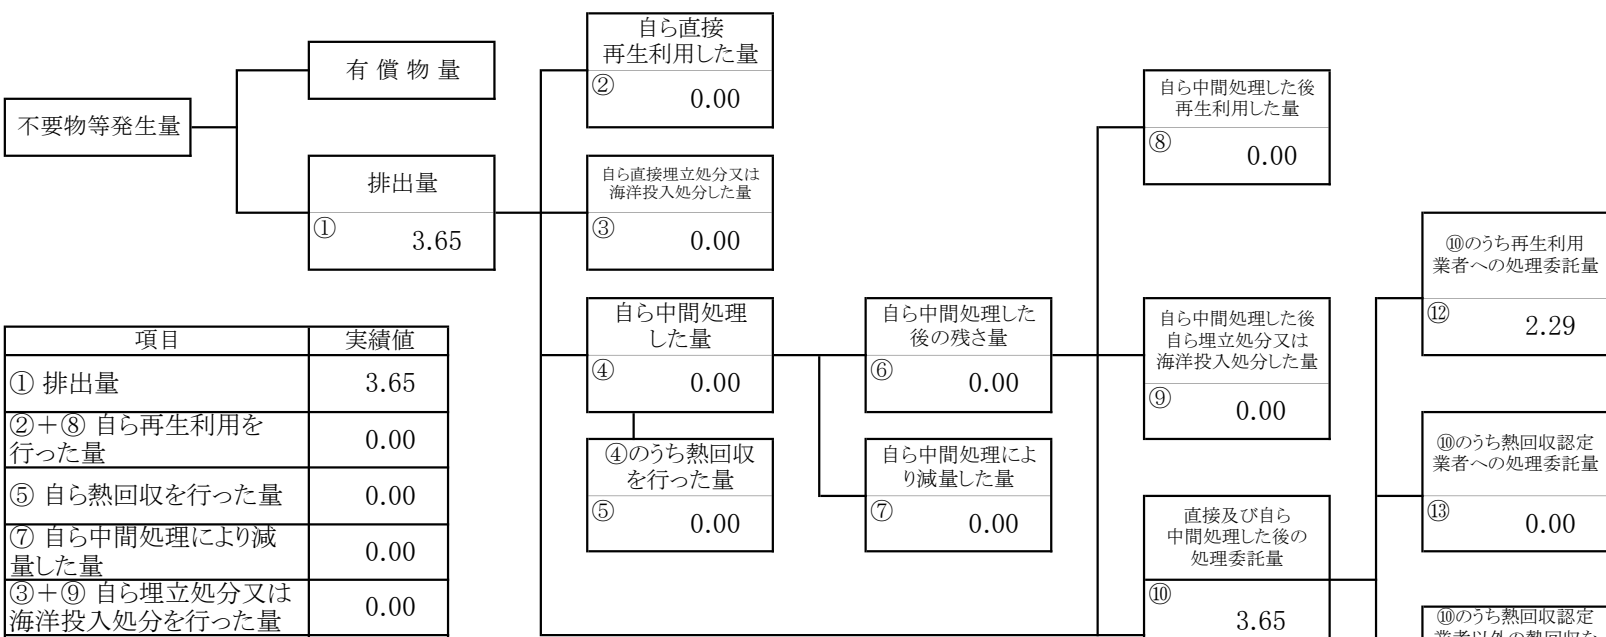 不要物等発生量
有 償 物 量
排出量
①
3.65
自ら直接
再生利用した量
②
0.00
自ら直接埋立処分又は
海洋投入処分した量
③
0.00
自ら中間処理
した量
④
0.00
④のうち熱回収
を行った量
⑤
0.00
自ら中間処理した
後の残さ量
⑥
0.00
自ら中間処理によ
り減量した量
⑦
0.00
自ら中間処理した後
再生利用した量
⑧
0.00
自ら中間処理した後
自ら埋立処分又は
海洋投入処分した量
⑨
0.00
直接及び自ら
中間処理した後の
処理委託量
⑩
3.65
⑩のうち再生利用
業者への処理委託量
⑫
2.29
⑩のうち熱回収認定
業者への処理委託量
⑬
0.00
⑩のうち熱回収認定
業者以外の熱回収を
項目 実績値
① 排出量 3.65
②＋⑧ 自ら再生利用を
行った量 0.00
⑤ 自ら熱回収を行った量 0.00
⑦ 自ら中間処理により減
量した量 0.00
③＋⑨ 自ら埋立処分又は
海洋投入処分を行った量 0.00